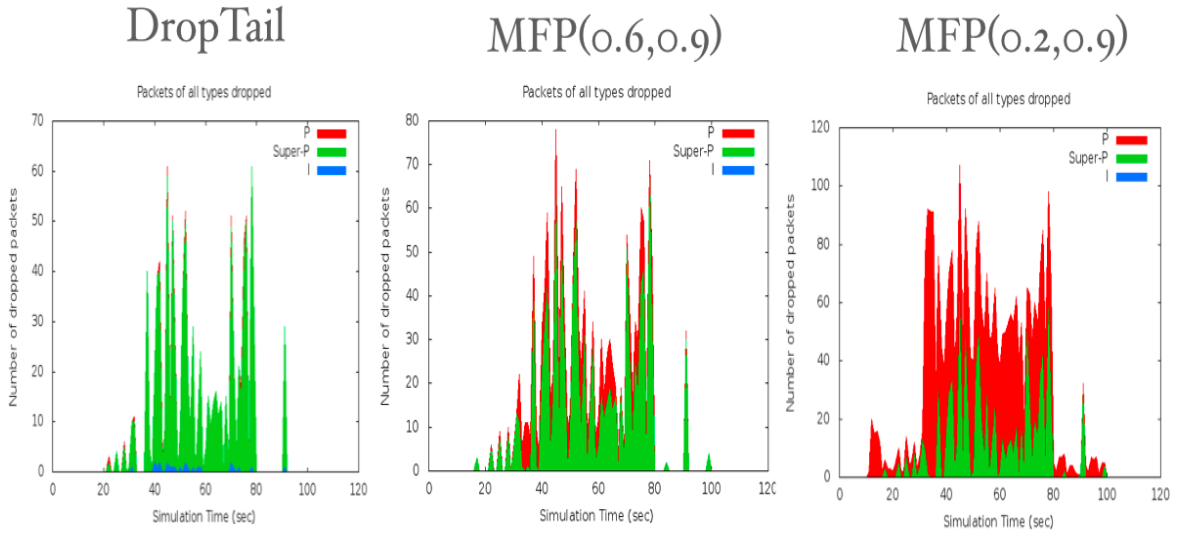 DropTail
Packets of all types dropped
P
Super-P
I
Number of dropped packets
70
60
50
40
30
20
10
0
0 20 40 60 80 100 120
Simulation Time (sec)
MFP(0.6,0.9)
Packets of all types dropped
P
Super-P
I
Number of dropped packets
80
70
60
50
40
30
20
10
0
0 20 40 60 80 100 120
Simulation Time (sec)
MFP(0.2,0.9)
Packets of all types dropped
P
Super-P
I
Number of dropped packets
120
100
80
60
40
20
0
0 20 40 60 80 100 120
Simulation Time (sec)